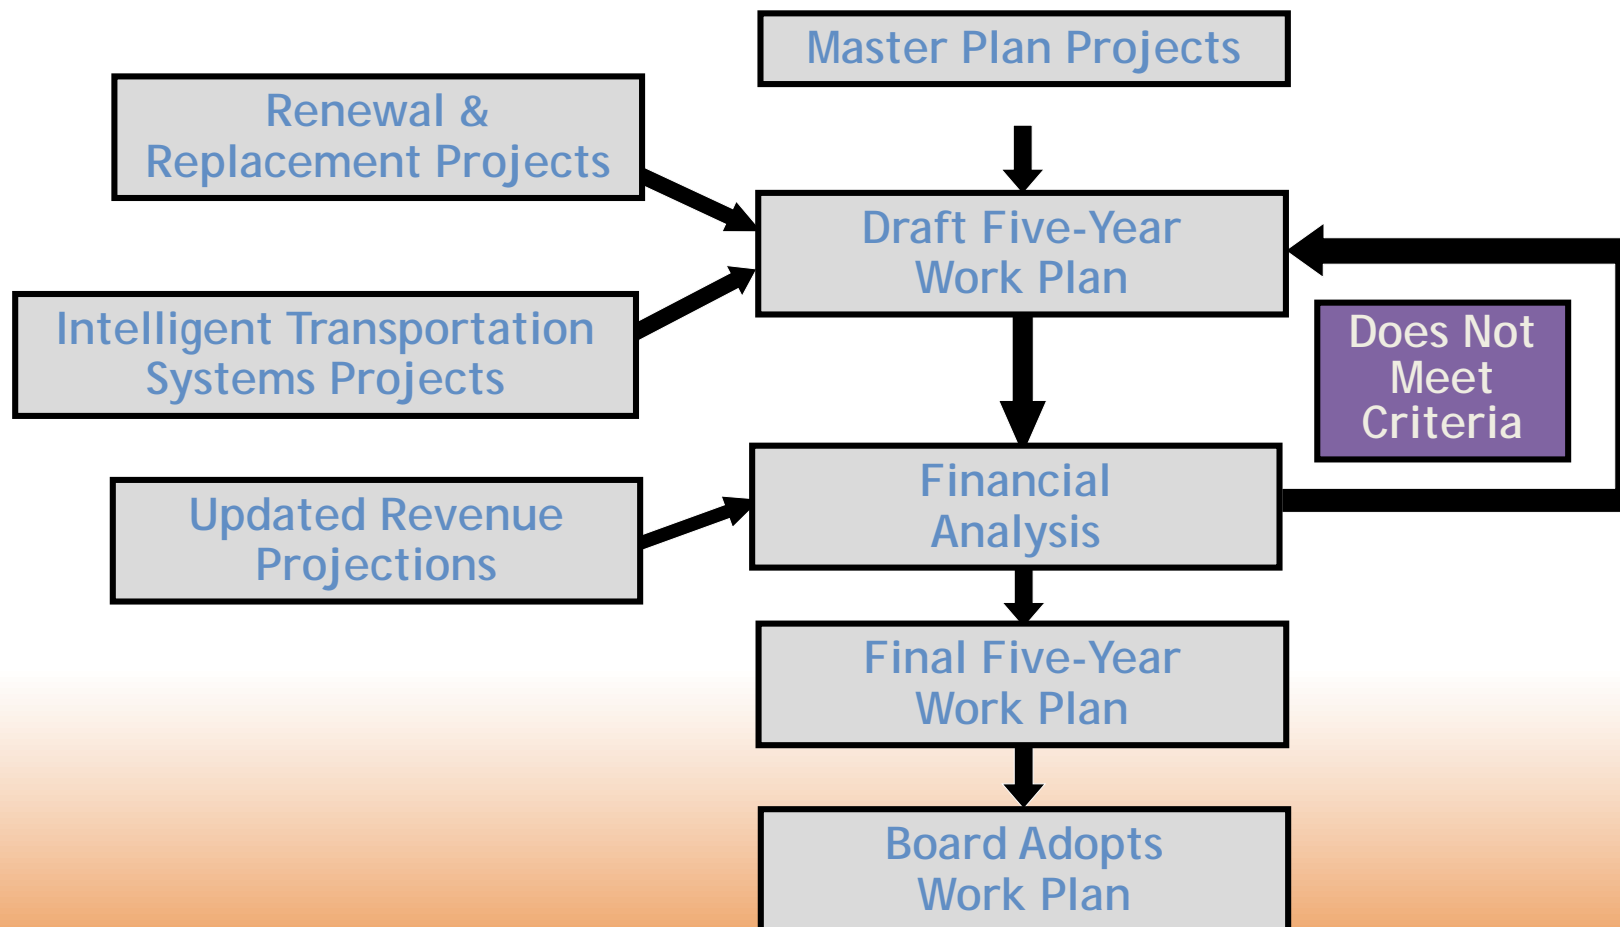 Master Plan Projects
Renewal &
Replacement Projects
Draft Five-Year
Work Plan
Intelligent Transportation
Systems Projects
Does Not
Meet
Criteria
Financial
Analysis
Updated Revenue
Projections
Final Five-Year
Work Plan
Board Adopts
Work Plan